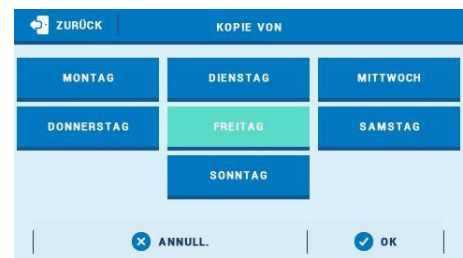 ZURÜCK KOPIE VON
MONTAG DIENSTAG MITTWOCH
DONNERSTAG FREITAG SAMSTAG
SONNTAG
ANNULL. OK